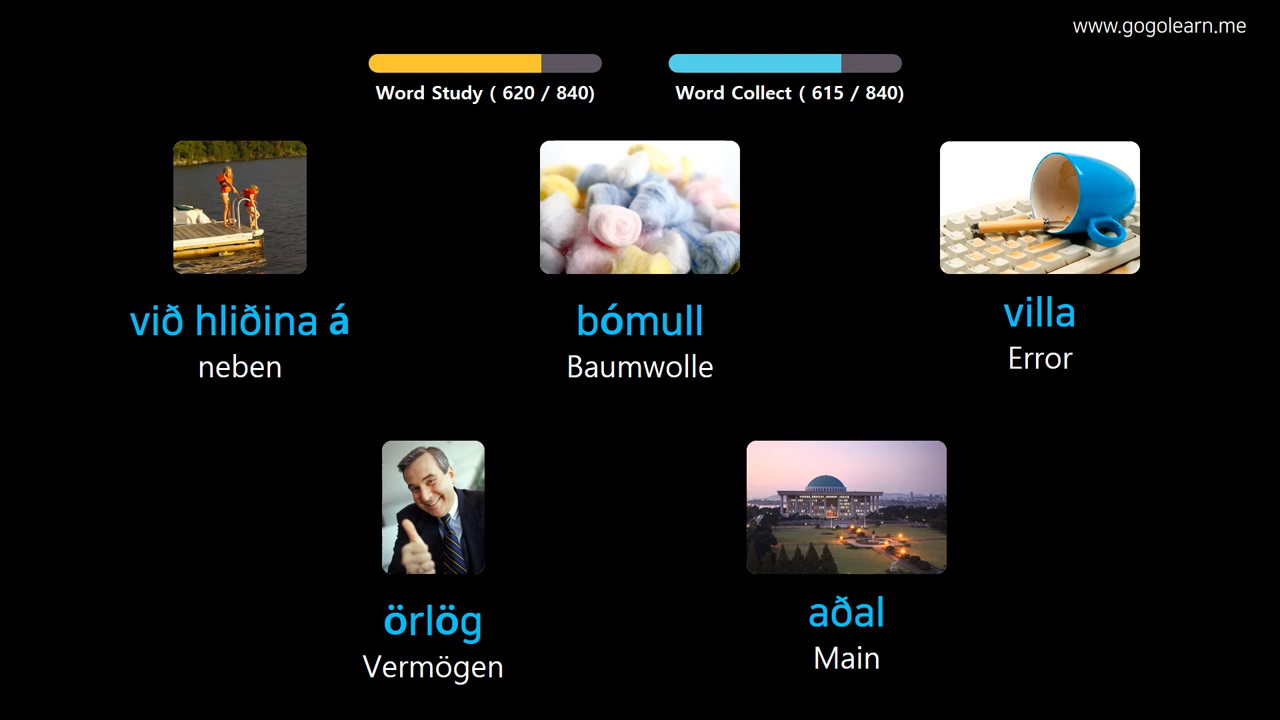 www.gogolearn.me
Word Study ( 620 / 840)
Word Collect ( 615 / 840)
við hliðina á
neben
bómull
Baumwolle
villa
Error
örlög
Vermögen
aðal
Main